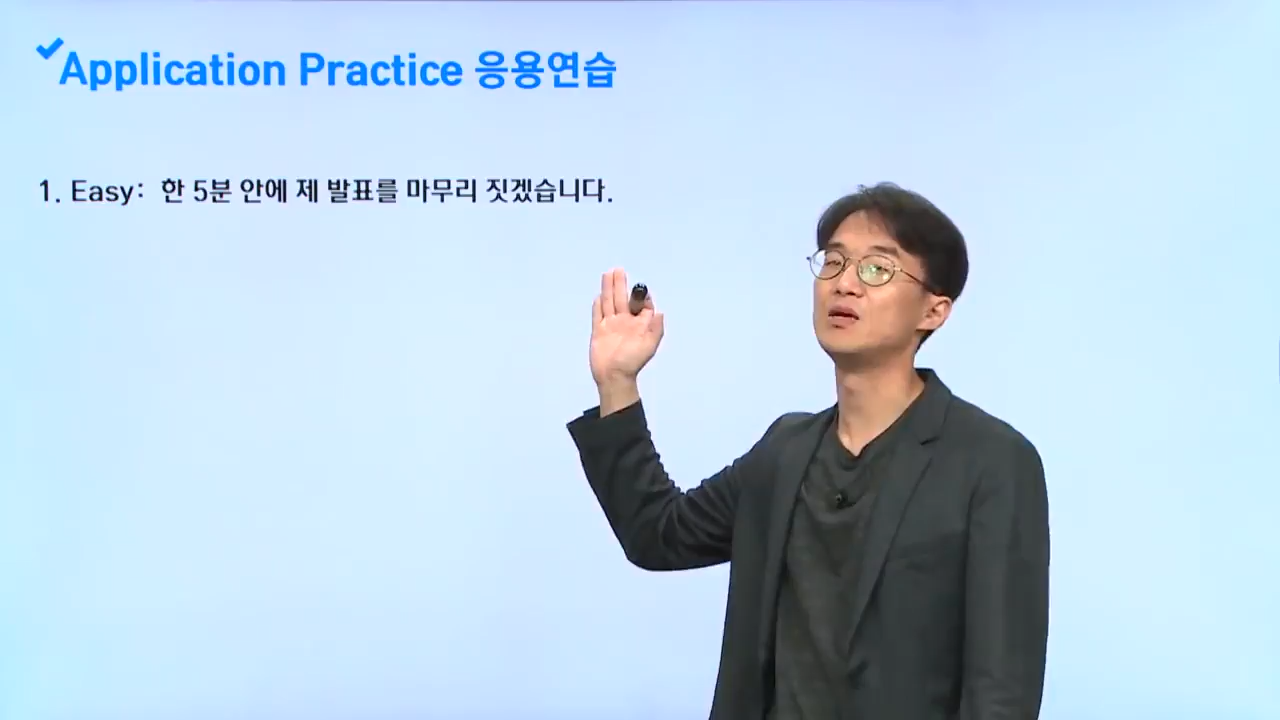 Application Practice 응용연습
1. Easy: 한 5분 안에 제 발표를 마무리 짓겠습니다.